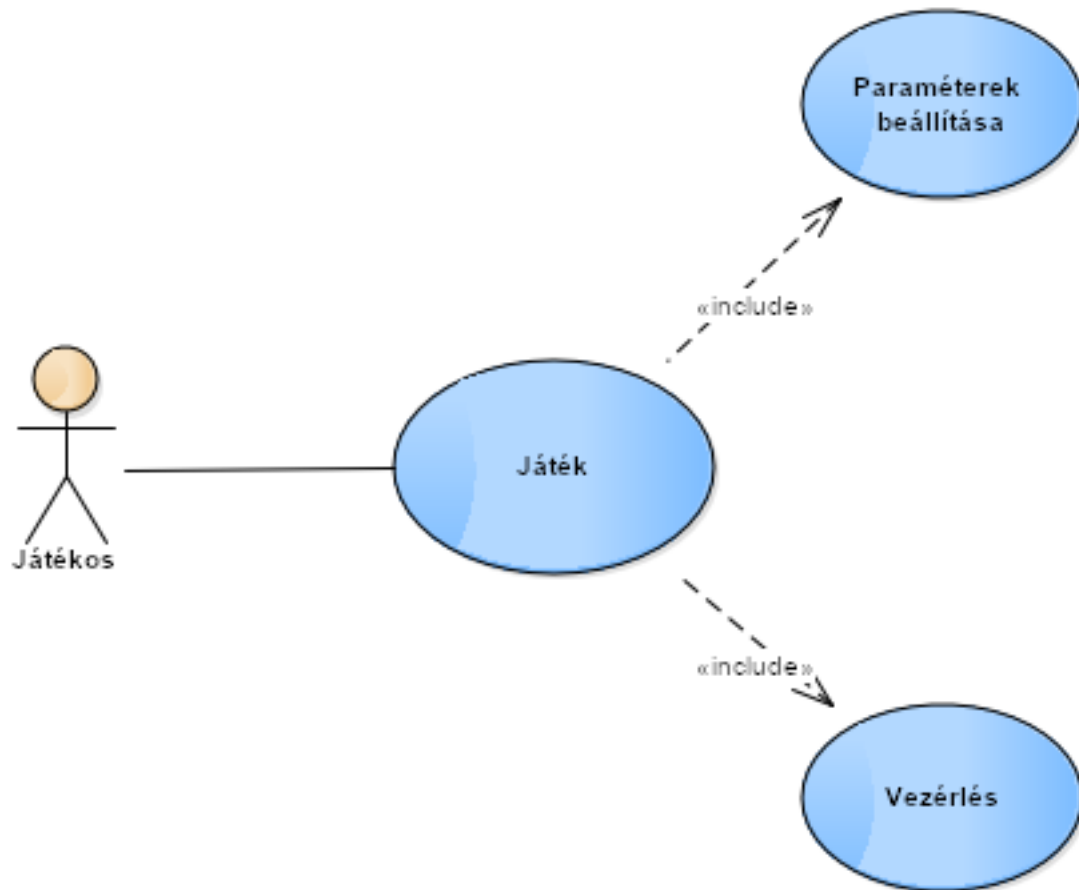 Paraméterek
beállítása
«include»
Játék
Játékos
«include»
Vezérlés